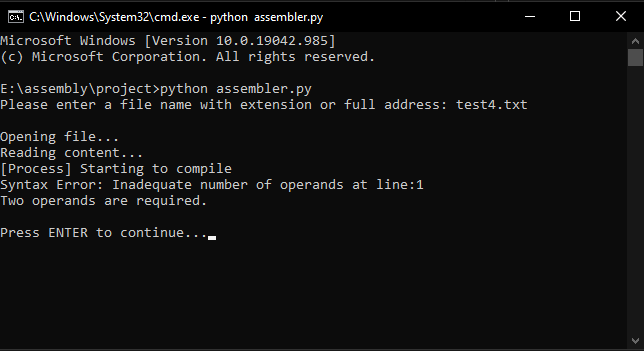 C:\Windows\System32\cmd.exe - python  assembler.py
Microsoft Windows [Version 10.0.19042.985]
(c) Microsoft Corporation. All rights reserved.
E:\assembly\project>python assembler.py
Please enter a file name with extension or full address: test4.txt
Opening file...
Reading content...
[Process] Starting to compile
Syntax Error: Inadequate number of operands at line:1
Two operands are required.
Press ENTER to continue...